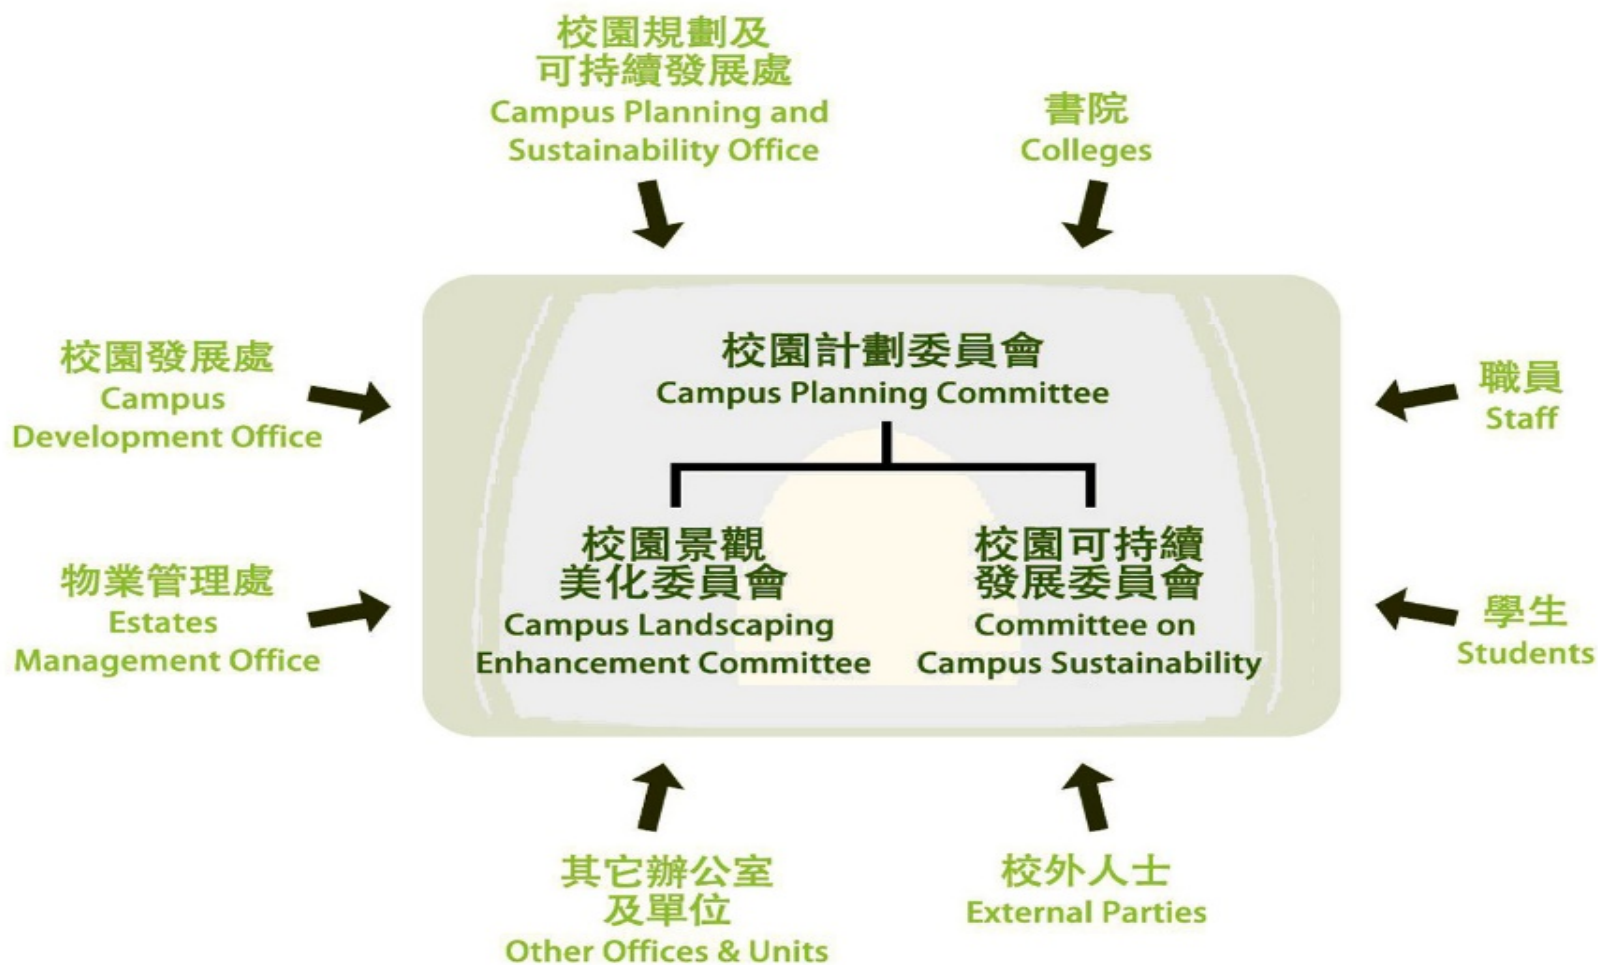 校園規劃及
可持續發展處
Campus Planning and
Sustainability Office
書院
Colleges
校園發展處
Campus
Development Office
校園計劃委員會
Campus Planning Committee
職員
Staff
物業管理處
Estates
Management Office
校園景觀
美化委員會
Campus Landscaping
Enhancement Committee
校園可持續
發展委員會
Committee on
Campus Sustainability
學生
Students
其它辦公室
及單位
Other Offices & Units
校外人士
External Parties